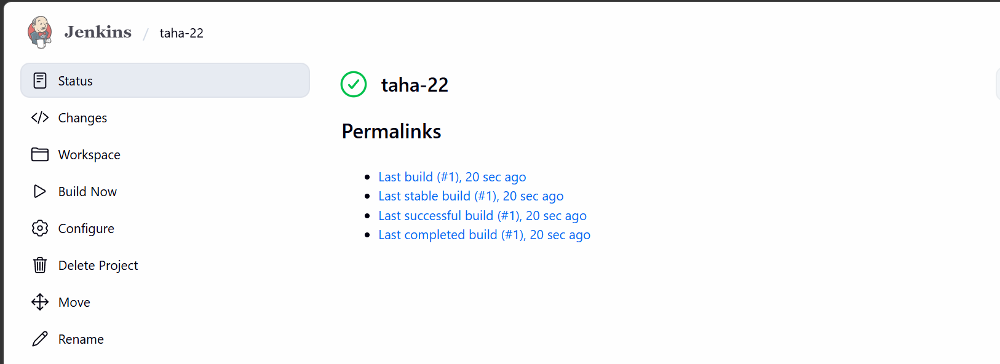 Jenkins / taha-22
Status
Changes
Workspace
Build Now
Configure
Delete Project
Move
Rename
taha-22
Permalinks
Last build (#1), 20 sec ago
Last stable build (#1), 20 sec ago
Last successful build (#1), 20 sec ago
Last completed build (#1), 20 sec ago